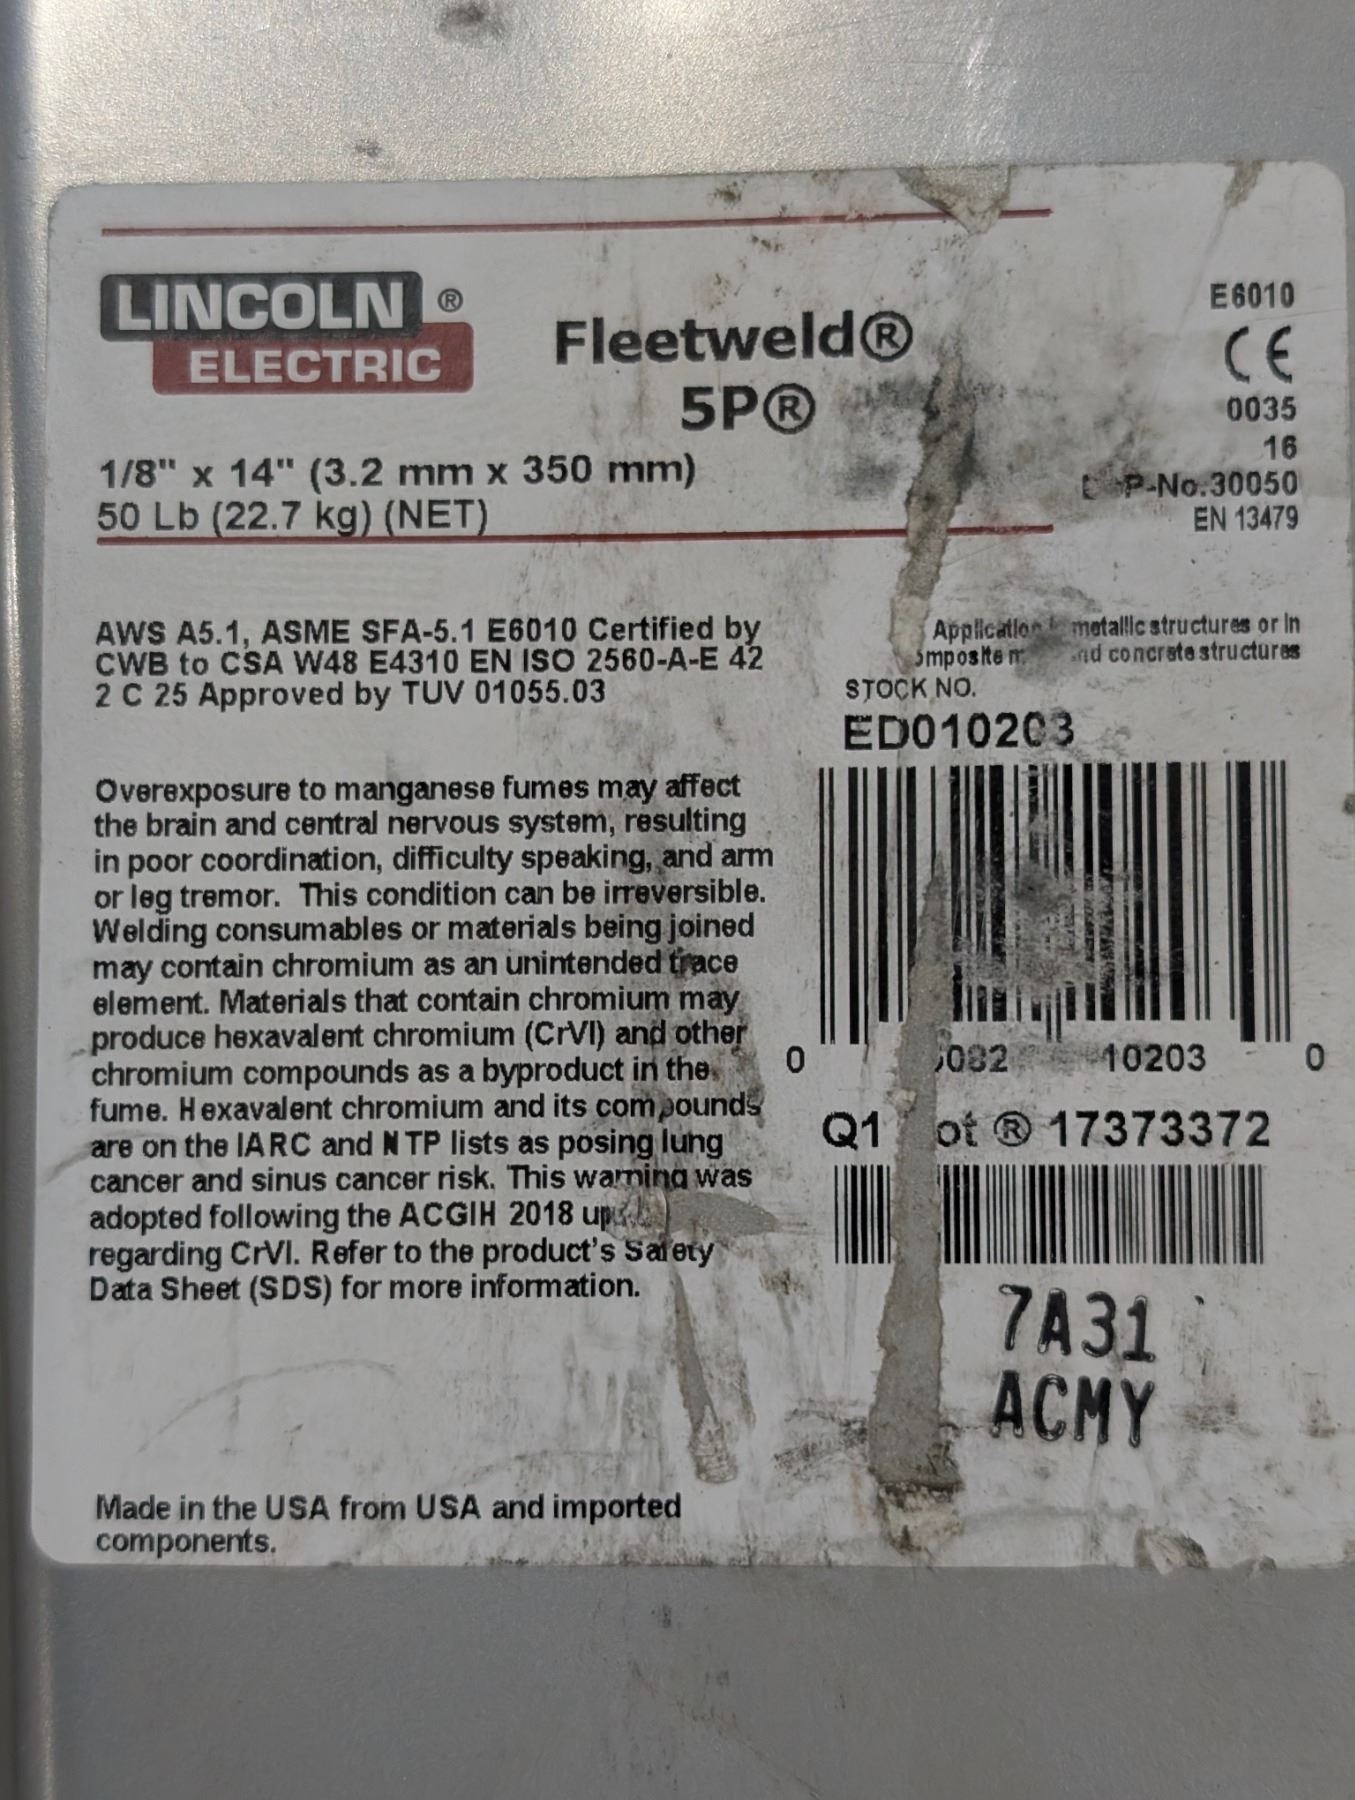 LINCOLN ®
ELECTRIC
Fleetweld®
5P®
1/8" x 14" (3.2 mm x 350 mm)
50 Lb (22.7 kg) (NET)
E6010
CE
0035
16
P-No.30050
EN 13479
AWS A5.1, ASME SFA-5.1 E6010 Certified by
CWB to CSA W48 E4310 EN ISO 2560-A-E 42
2 C 25 Approved by TUV 01055.03
metallic structures or in
concrete structures
STOCK NO.
ED010203
Overexposure to manganese fumes may affect
the brain and central nervous system, resulting
in poor coordination, difficulty speaking, and arm
or leg tremor. This condition can be irreversible.
Welding consumables or materials being joined
may contain chromium as an unintended trace
element. Materials that contain chromium may
produce hexavalent chromium (CrVI) and other
chromium compounds as a byproduct in the
fume. Hexavalent chromium and its compounds
are on the IARC and NTP lists as posing lung
cancer and sinus cancer risk. This warning was
adopted following the ACGIH 2018
regarding CrVI. Refer to the product's Safety
Data Sheet (SDS) for more information.
0 10203 0
Q1 ® 17373372
7A31
ACMY
Made in the USA from USA and imported
components.